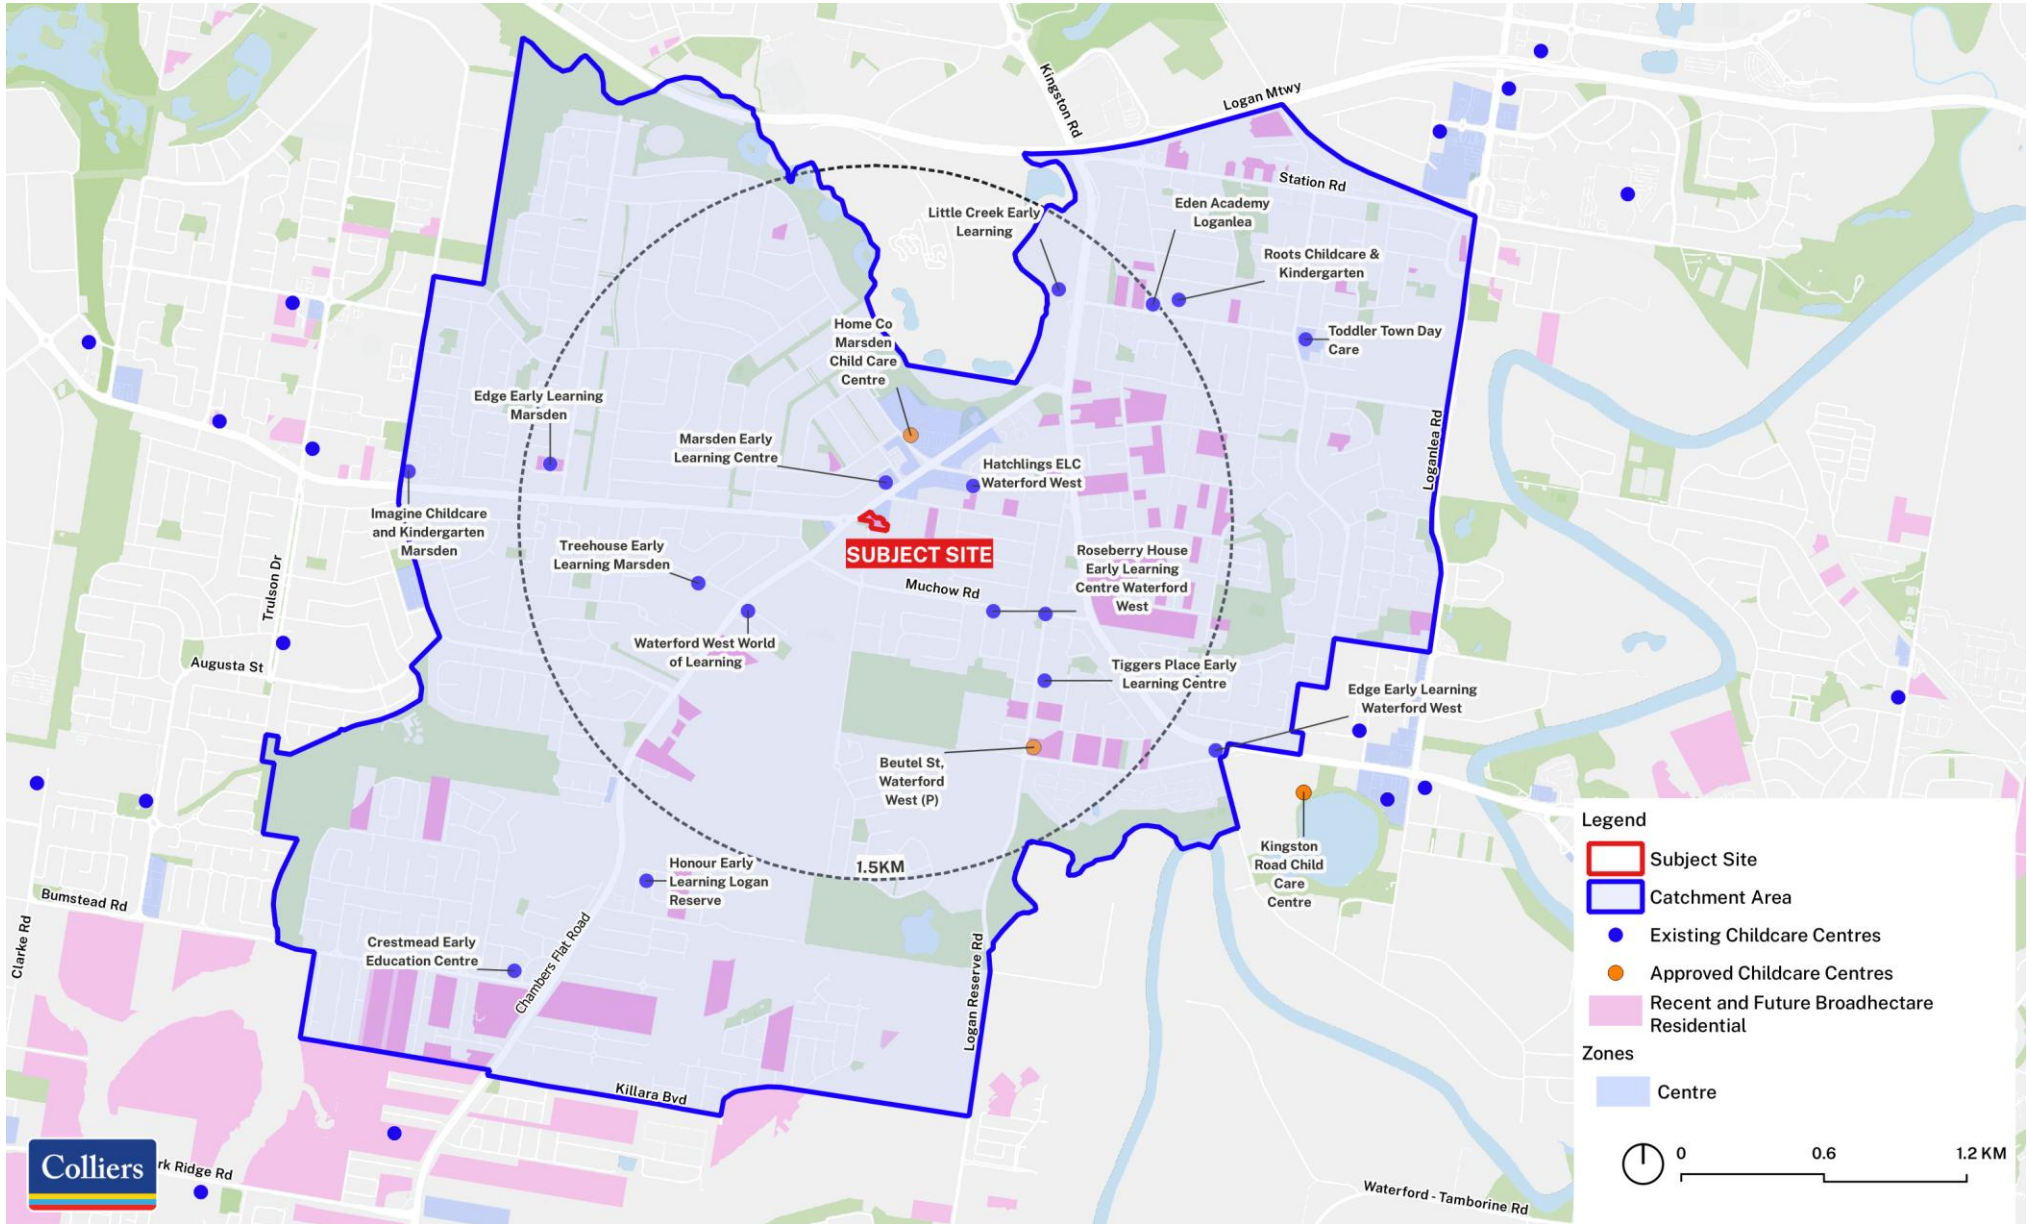 Kingston Rd
Logan Mtwy
Station Rd
Little Creek Early
Learning
Eden Academy
Loganlea
Roots Childcare &
Kindergarten
Home Co
Marsden
Child Care
Centre
Toddler Town Day
Care
Edge Early Learning
Marsden
Marsden Early
Learning Centre
Hatchlings ELC
Waterford West
Loganlea Rd
Imagine Childcare
and Kindergarten
Marsden
SUBJECT SITE
Treehouse Early
Learning Marsden
Roseberry House
Early Learning
Centre Waterford
West
Muchow Rd
Trulson Dr
Augusta St
Waterford West World
of Learning
Tiggers Place Early
Learning Centre
Edge Early Learning
Waterford West
Beutel St,
Waterford
West (P)
1.5KM
Kingston
Road Child
Care
Centre
Honour Early
Learning Logan
Reserve
Bumstead Rd
Clarke Rd
Crestmead Early
Education Centre
Chambers Flat Road
Logan Reserve Rd
Killara Bvd
Colliers
rk Ridge Rd
Waterford - Tamborine Rd
Legend
Subject Site
Catchment Area
Existing Childcare Centres
Approved Childcare Centres
Recent and Future Broadhectare
Residential
Zones
Centre
0 0.6 1.2 KM